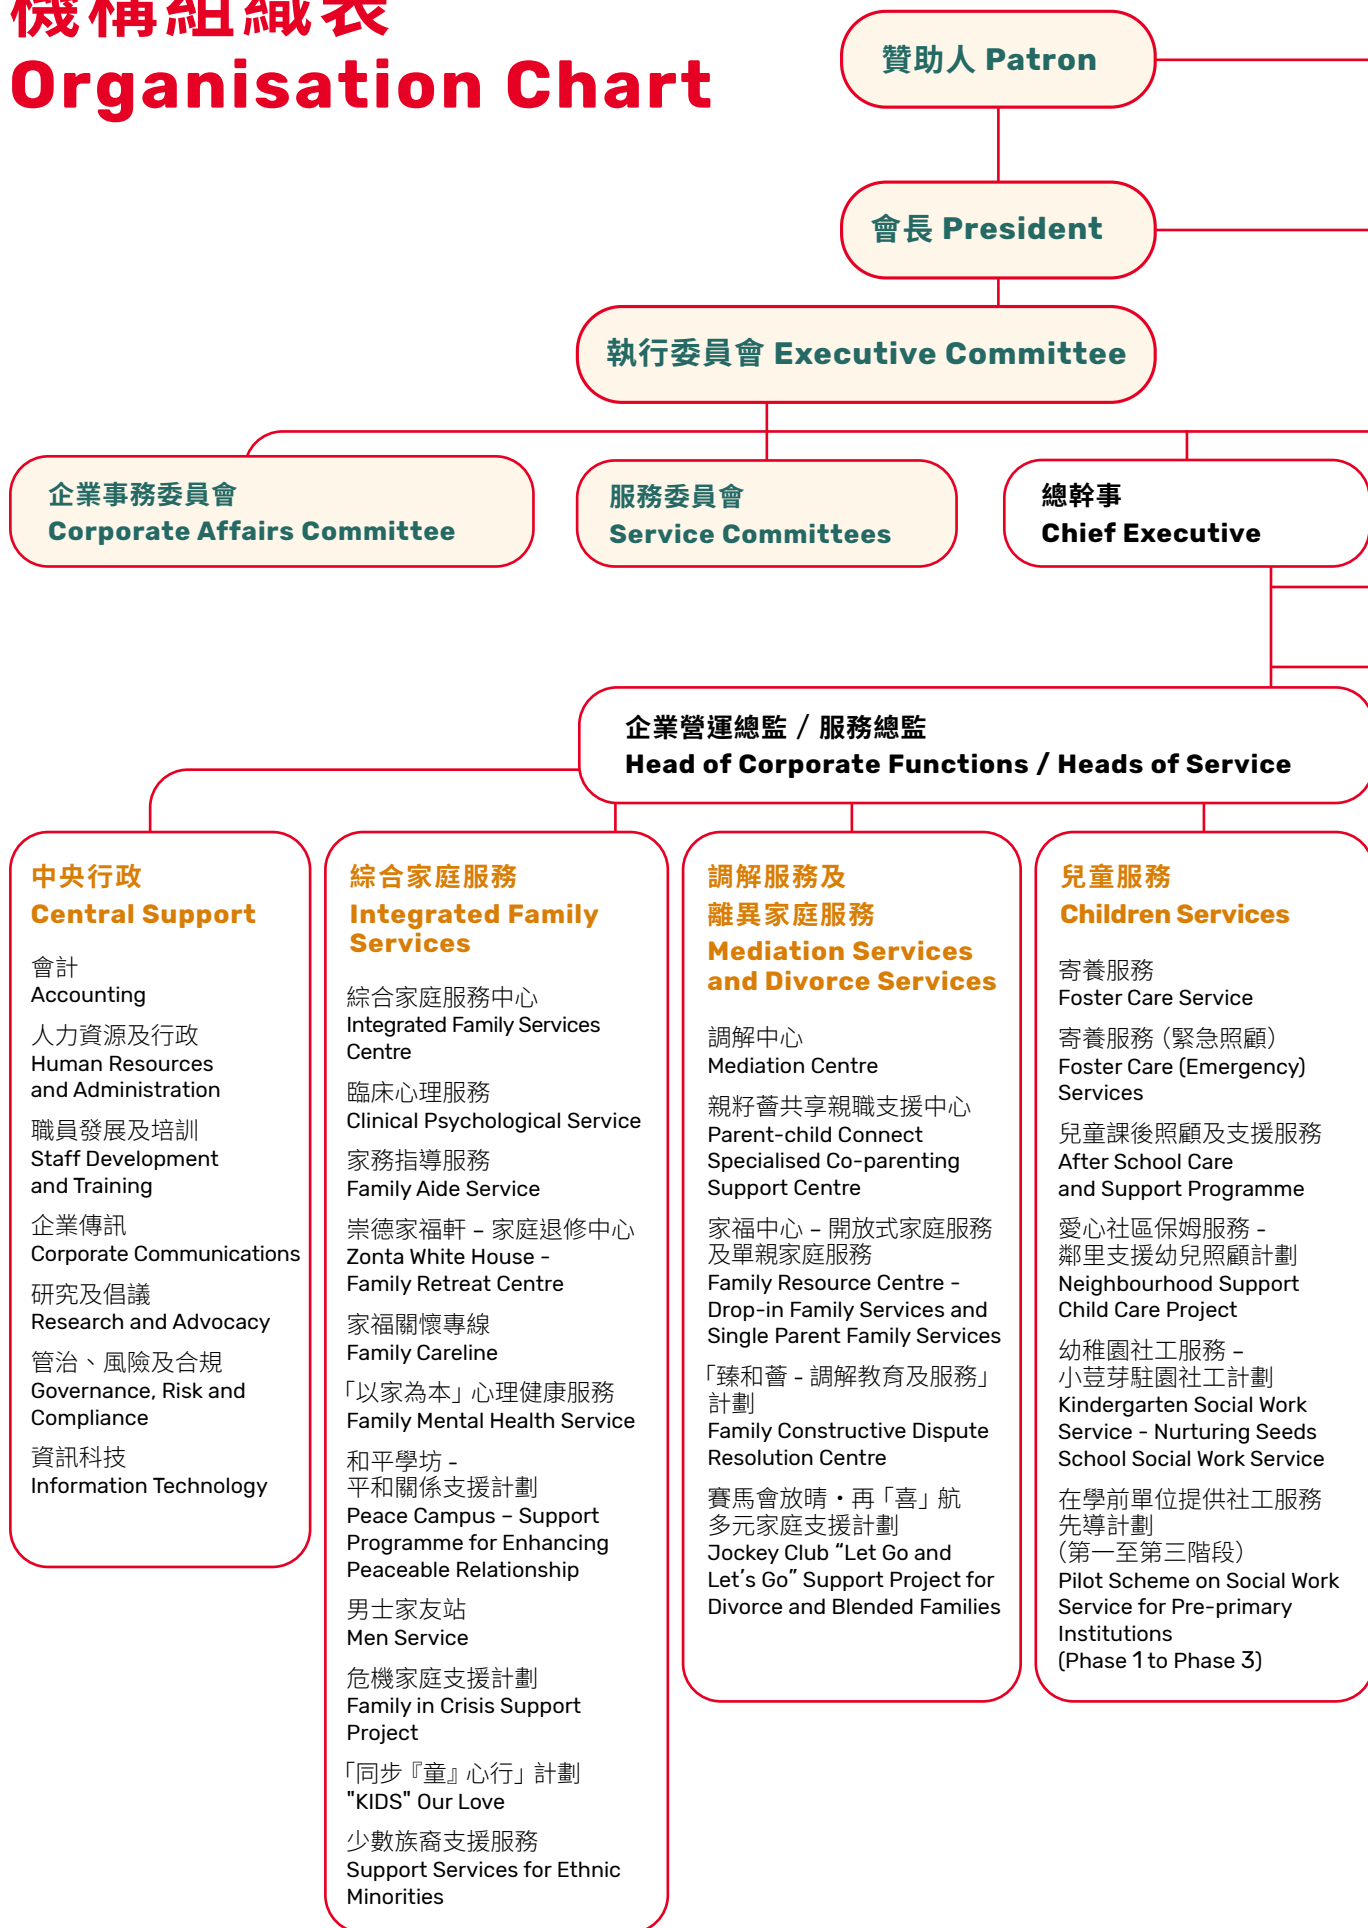 機構組織表
Organisation Chart
贊助人 Patron
會長 President
執行委員會 Executive Committee
企業事務委員會
Corporate Affairs Committee
服務委員會
Service Committees
總幹事
Chief Executive
企業營運總監 / 服務總監
Head of Corporate Functions / Heads of Service
中央行政
Central Support
會計
Accounting
人力資源及行政
Human Resources
and Administration
職員發展及培訓
Staff Development
and Training
企業傳訊
Corporate Communications
研究及倡議
Research and Advocacy
管治、風險及合規
Governance, Risk and
Compliance
資訊科技
Information Technology
綜合家庭服務
Integrated Family
Services
綜合家庭服務中心
Integrated Family Services
Centre
臨床心理服務
Clinical Psychological Service
家務指導服務
Family Aide Service
崇德家福軒 – 家庭退修中心
Zonta White House -
Family Retreat Centre
家福關懷專線
Family Careline
「以家為本」心理健康服務
Family Mental Health Service
和平學坊 -
平和關係支援計劃
Peace Campus – Support
Programme for Enhancing
Peaceable Relationship
男士家友站
Men Service
危機家庭支援計劃
Family in Crisis Support
Project
「同步『童』心行」計劃
"KIDS" Our Love
少數族裔支援服務
Support Services for Ethnic
Minorities
調解服務及
離異家庭服務
Mediation Services
and Divorce Services
調解中心
Mediation Centre
親籽薈共享親職支援中心
Parent-child Connect
Specialised Co-parenting
Support Centre
家福中心 – 開放式家庭服務
及單親家庭服務
Family Resource Centre -
Drop-in Family Services and
Single Parent Family Services
「臻和薈 - 調解教育及服務」
計劃
Family Constructive Dispute
Resolution Centre
賽馬會放晴・再「喜」航
多元家庭支援計劃
Jockey Club “Let Go and
Let’s Go” Support Project for
Divorce and Blended Families
兒童服務
Children Services
寄養服務
Foster Care Service
寄養服務（緊急照顧）
Foster Care (Emergency)
Services
兒童課後照顧及支援服務
After School Care
and Support Programme
愛心社區保姆服務 -
鄰里支援幼兒照顧計劃
Neighbourhood Support
Child Care Project
幼稚園社工服務 –
小荳芽駐園社工計劃
Kindergarten Social Work
Service - Nurturing Seeds
School Social Work Service
在學前單位提供社工服務
先導計劃
（第一至第三階段）
Pilot Scheme on Social Work
Service for Pre-primary
Institutions
(Phase 1 to Phase 3)